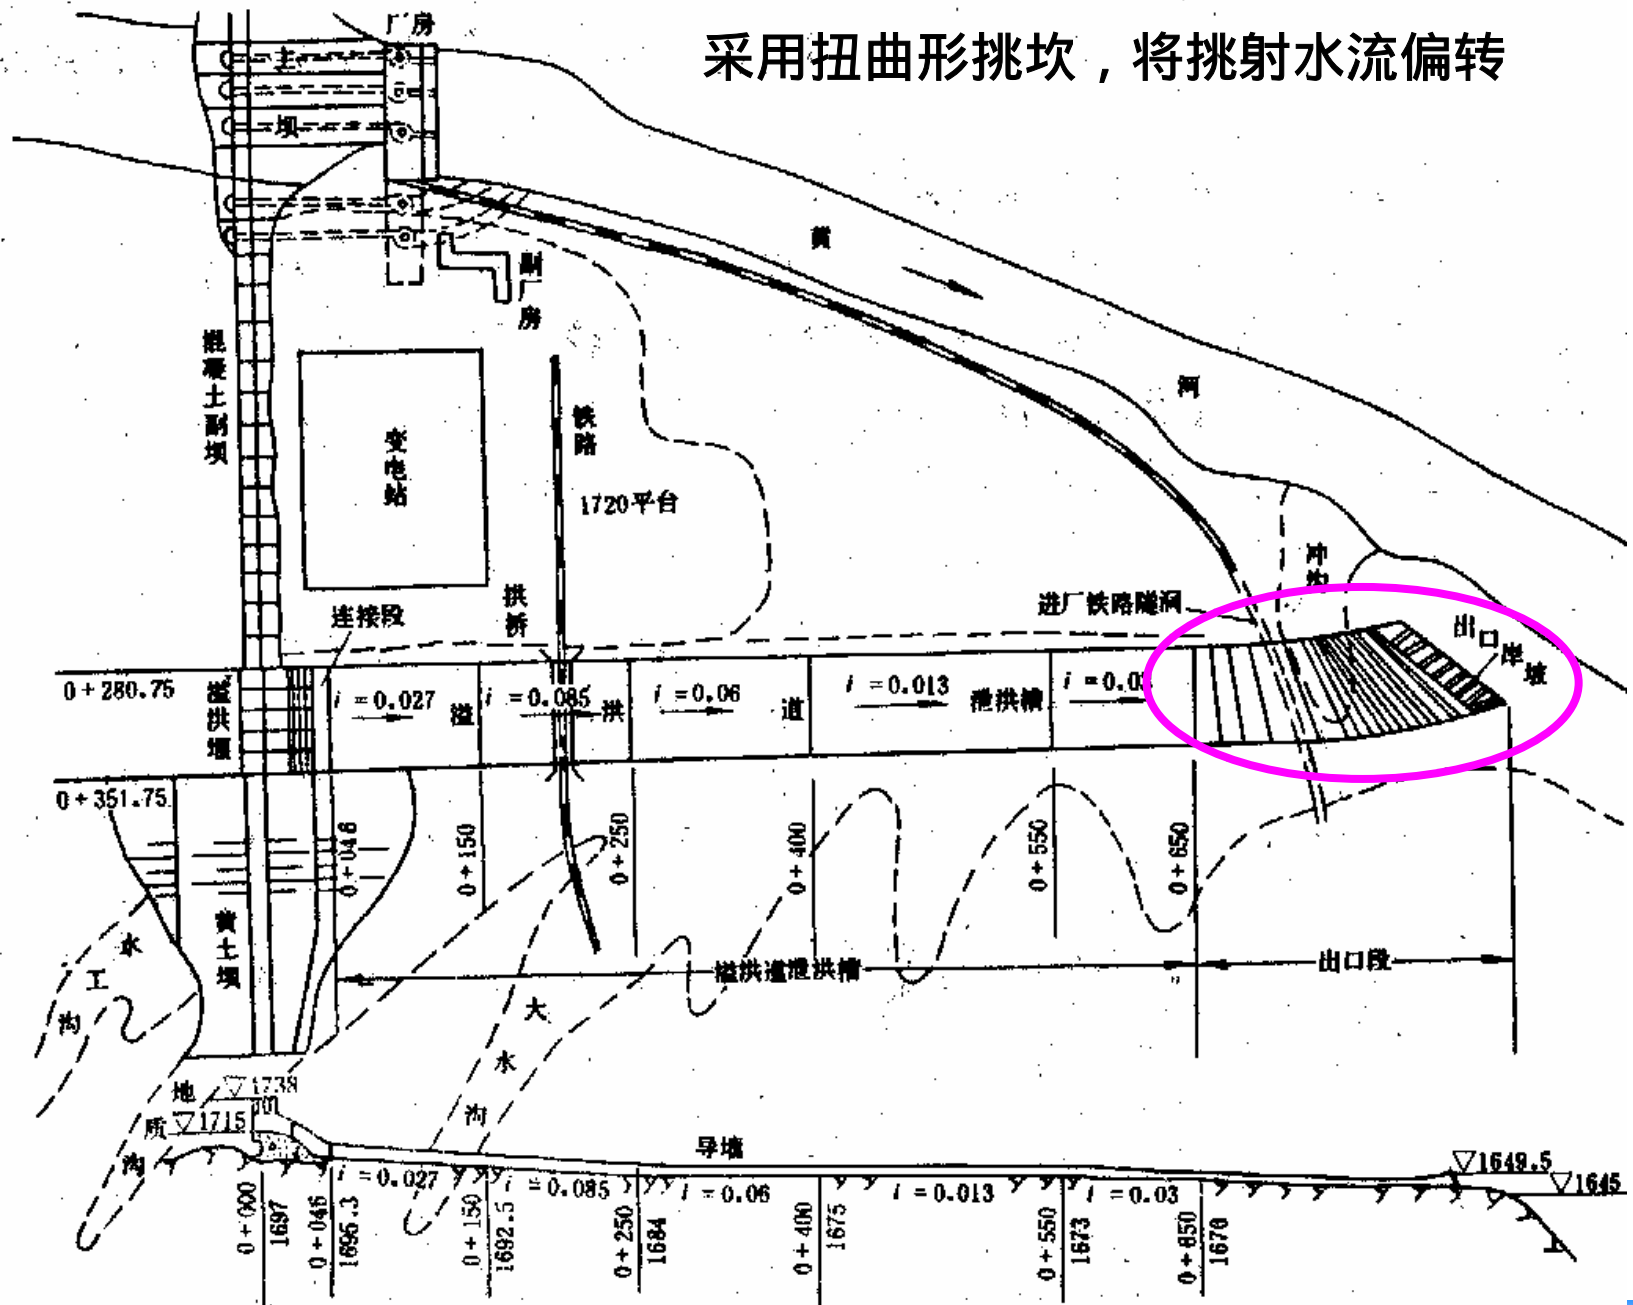 采用扭曲形挑坎，将挑射水流偏转
厂房
主
坝
副厂房
黄
河
混凝土副坝
变电站
铁路
1720平台
拱桥
连接段
进厂铁路隧洞
冲沟
出口岸坡
0+280.75
溢洪堰
i=0.027
溢
i=0.085
洪
i=0.06
道
i=0.013
泄洪槽
i=0.03
0+351.75
0+046
0+150
0+250
0+400
0+550
0+650
黄土坝
水
工
沟
溢洪道泄洪槽
出口段
大
水
沟
地
质
沟
▽1738
▽1715
导墙
▽1649.5
▽1645
i=0.027
i=0.085
i=0.06
i=0.013
i=0.03
0+000
1697
0+046
1695.3
0+150
1692.5
0+250
1684
0+400
1675
0+550
1673
0+650
1670